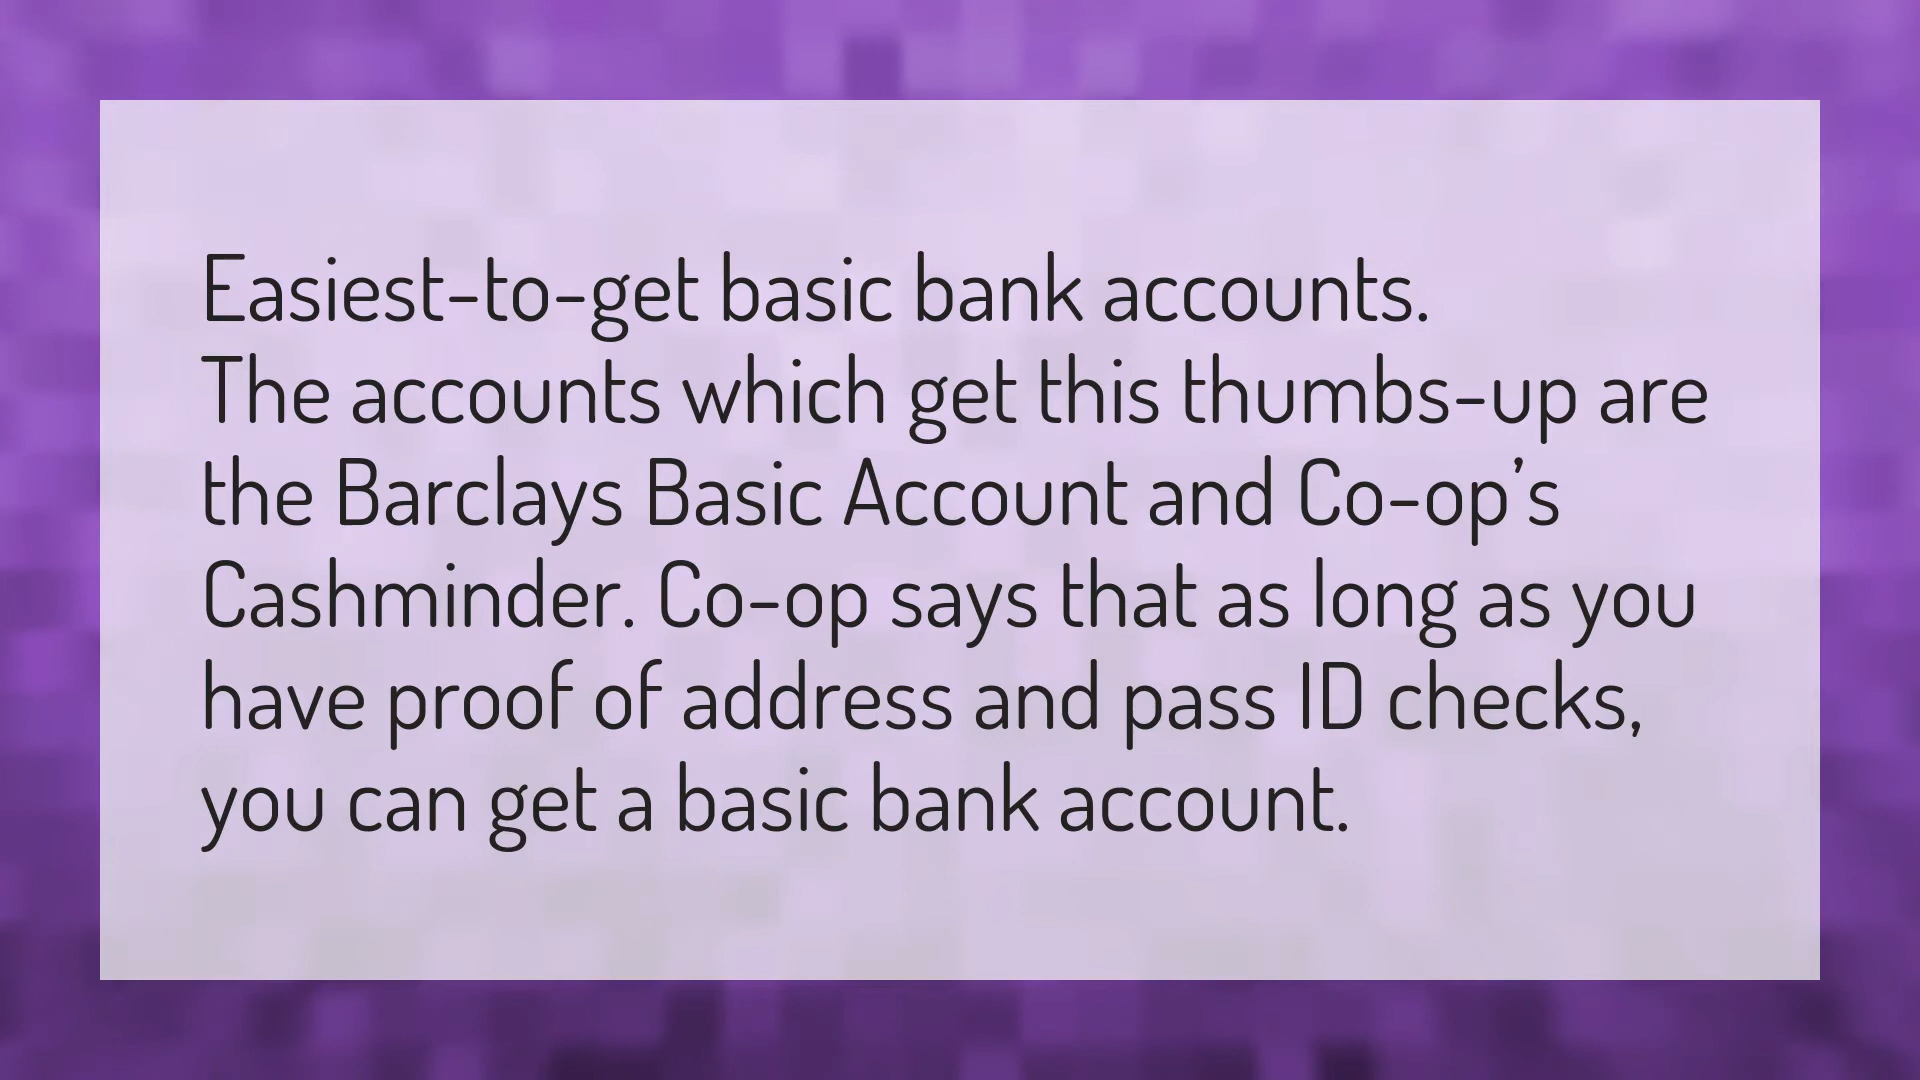 Easiest-to-get basic bank accounts.
The accounts which get this thumbs-up are
the Barclays Basic Account and Co-op’s
Cashminder. Co-op says that as long as you
have proof of address and pass ID checks,
you can get a basic bank account.